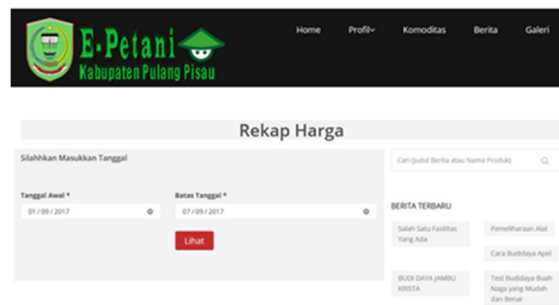 E-Petani
Kabupaten Pulang Pisau
Home Profil Komoditas Berita Galeri
Rekap Harga
Silahhkan Masukkan Tanggal
Tanggal Awal * Batas Tanggal *
01 / 09 / 2017 07 / 09 / 2017
Lihat
Cari (Judul Berita atau Nama Produk)
BERITA TERBARU
Salah Satu Fasilitas
Yang Ada
Pemeliharaan Alat
Cara Budidaya Apel
BUDI DAYA JAMBU
KRISTA
Test Budidaya Buah
Naga yang Mudah
dan Benar